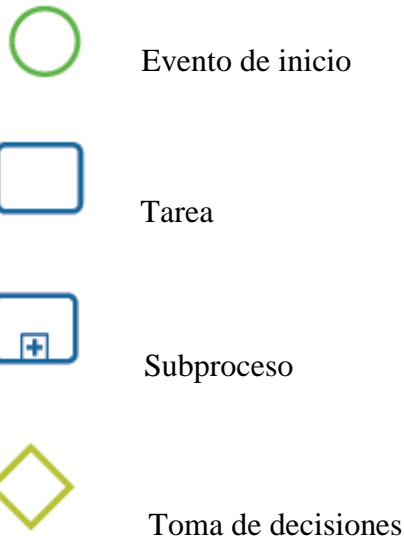 Evento de inicio
Tarea
Subproceso
Toma de decisiones